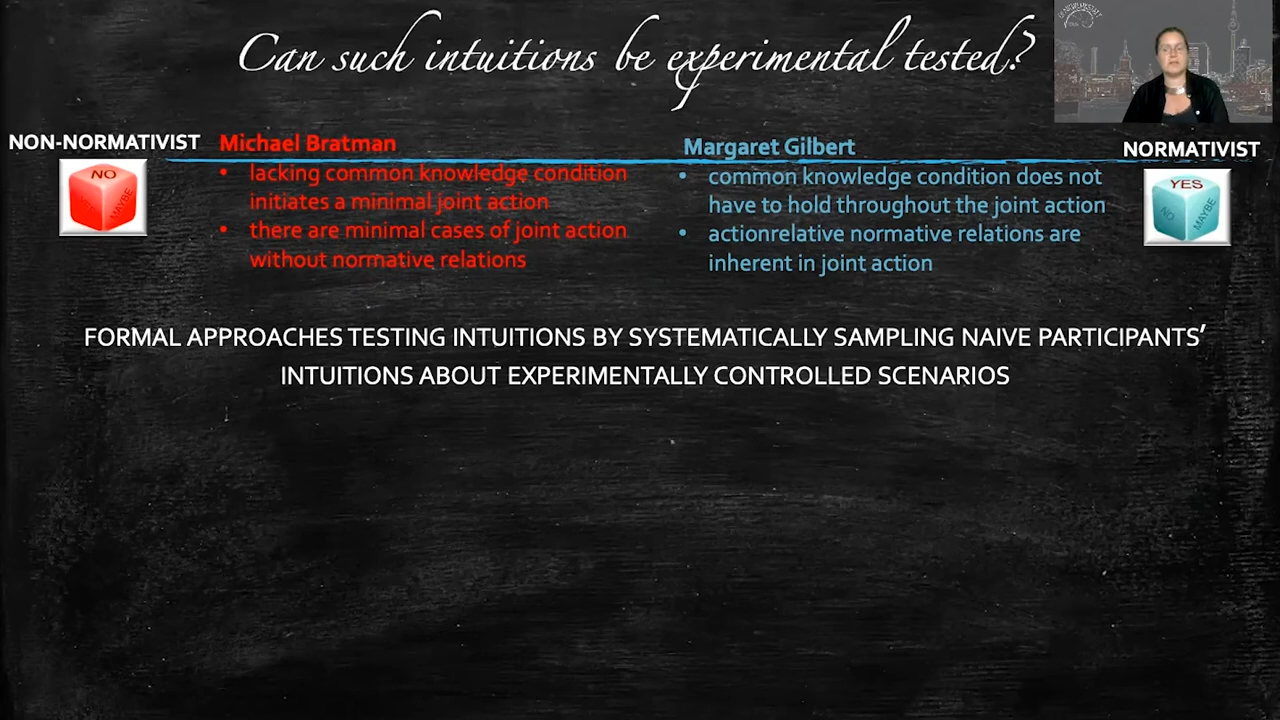 Can such intuitions be experimental tested?
NON-NORMATIVIST
Michael Bratman
Margaret Gilbert
NORMATIVIST
NO
MAYBE
• lacking common knowledge condition
initiates a minimal joint action
• there are minimal cases of joint action
without normative relations
• common knowledge condition does not
have to hold throughout the joint action
• actionrelative normative relations are
inherent in joint action
YES
NO
MAYBE
FORMAL APPROACHES TESTING INTUITIONS BY SYSTEMATICALLY SAMPLING NAIVE PARTICIPANTS’
INTUITIONS ABOUT EXPERIMENTALLY CONTROLLED SCENARIOS